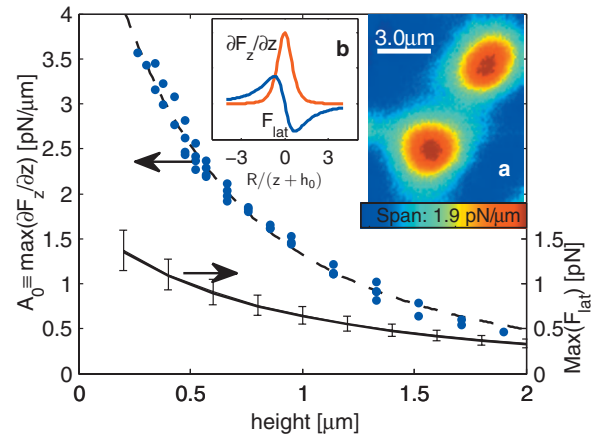 A₀≡ max(∂F_z/∂z) [pN/μm]
4
3.5
3
2.5
2
1.5
1
0.5
0
b
∂F_z/∂z
F_lat
−3 0 3
R/(z + h₀)
3.0μm
a
Span: 1.9 pN/μm
1.5
1
0.5
0
Max(F_lat) [pN]
0 0.5 1 1.5 2
height [μm]